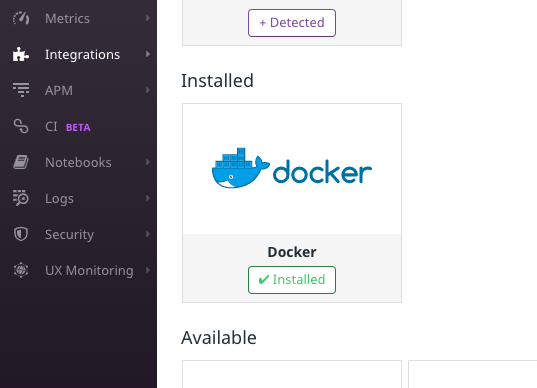 Metrics
Integrations
APM
CI BETA
Notebooks
Logs
Security
UX Monitoring
+ Detected
Installed
docker
Docker
✔ Installed
Available